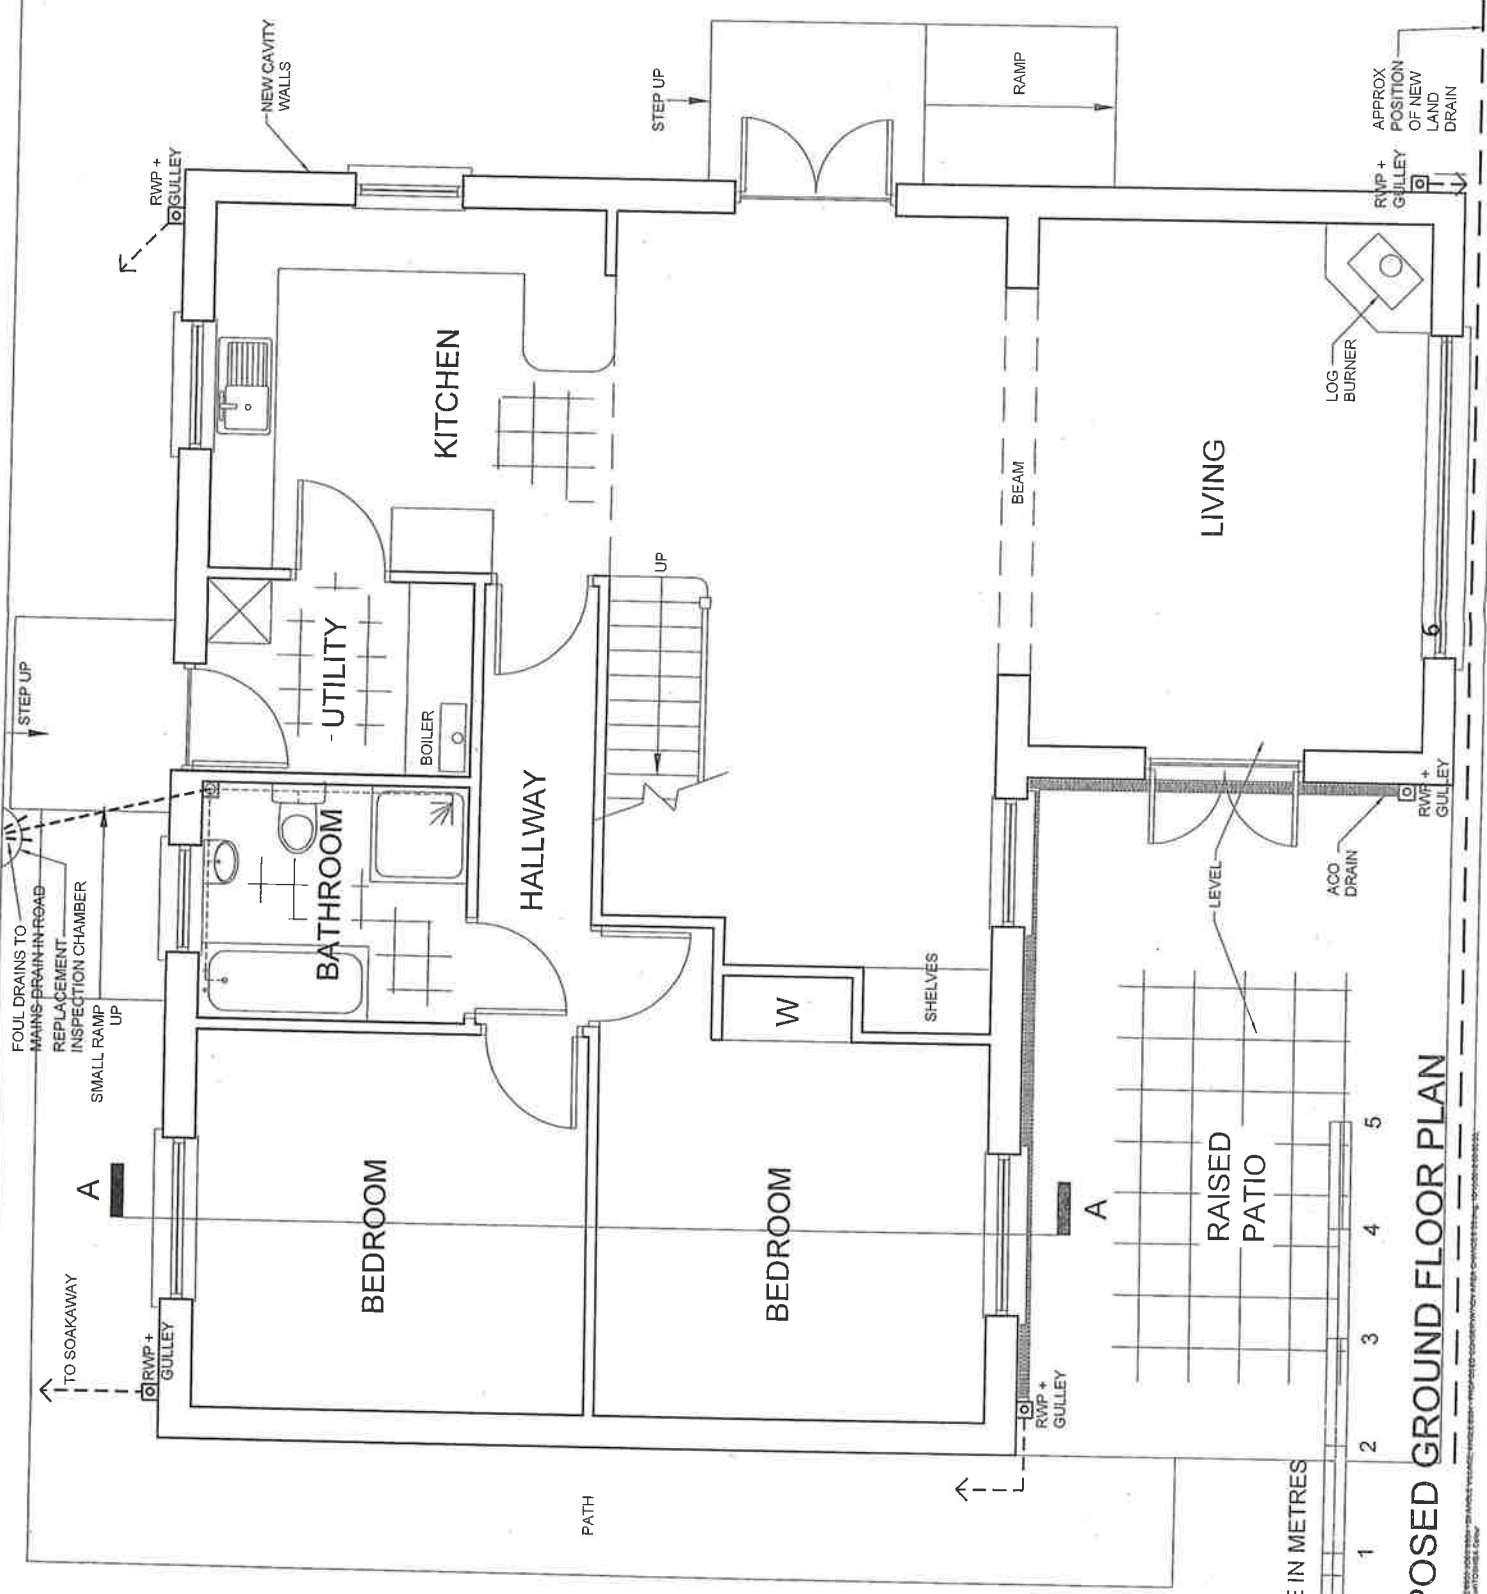 FOUL DRAINS TO
MAINS DRAIN IN ROAD
REPLACEMENT
INSPECTION CHAMBER
SMALL RAMP
UP
STEP UP
TO SOAKAWAY
RWP +
GULLEY
A
RWP +
GULLEY
NEW CAVITY
WALLS
BEDROOM
BATHROOM
UTILITY
BOILER
KITCHEN
HALLWAY
UP
STEP UP
RAMP
PATH
BEDROOM
W
SHELVES
BEAM
A
RWP +
GULLEY
RAISED
PATIO
LEVEL
ACO
DRAIN
RWP +
GULLEY
LIVING
LOG
BURNER
6
RWP +
GULLEY
APPROX
POSITION
OF NEW
LAND
DRAIN
E IN METRES
1
2
3
4
5
POSED GROUND FLOOR PLAN